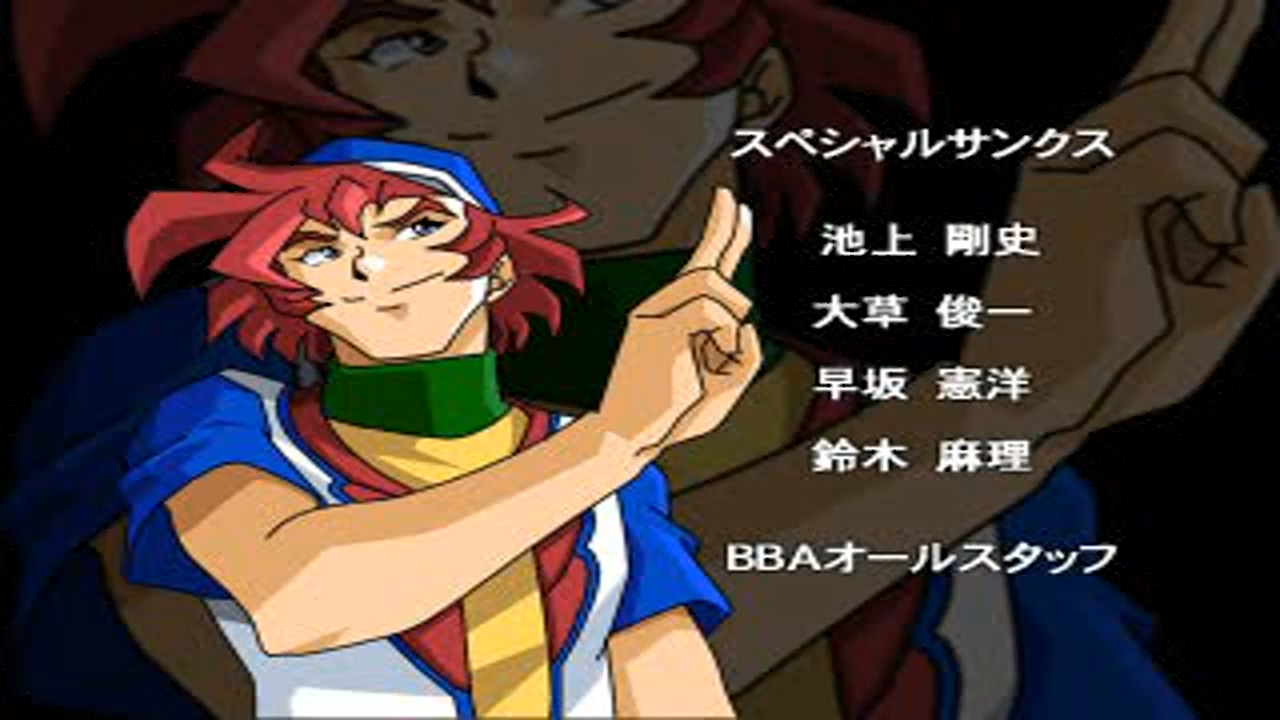 スペシャルサンクス
池上 剛史
大草 俊一
早坂 憲洋
鈴木 麻理
BBAオールスタッフ